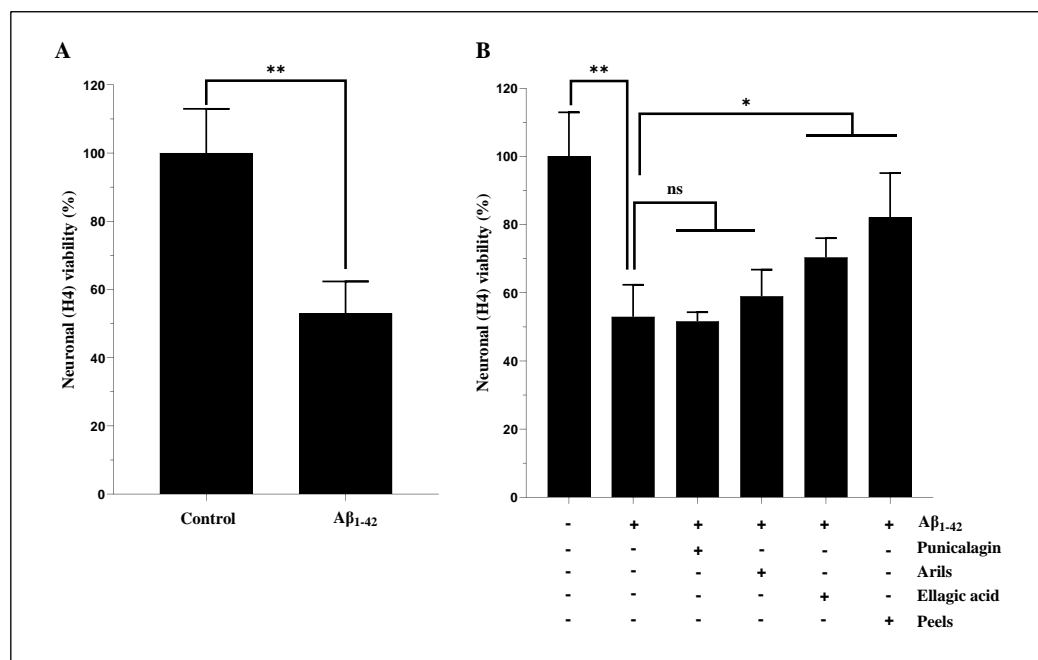 A
Neuronal (H4) viability (%)
120
100
80
60
40
20
0
**
Control Aβ1-42
B
Neuronal (H4) viability (%)
120
100
80
60
40
20
0
**
*
ns
- + + + + + Aβ1-42
- - + - - - Punicalagin
- - - + - - Arils
- - - - + - Ellagic acid
- - - - - + Peels